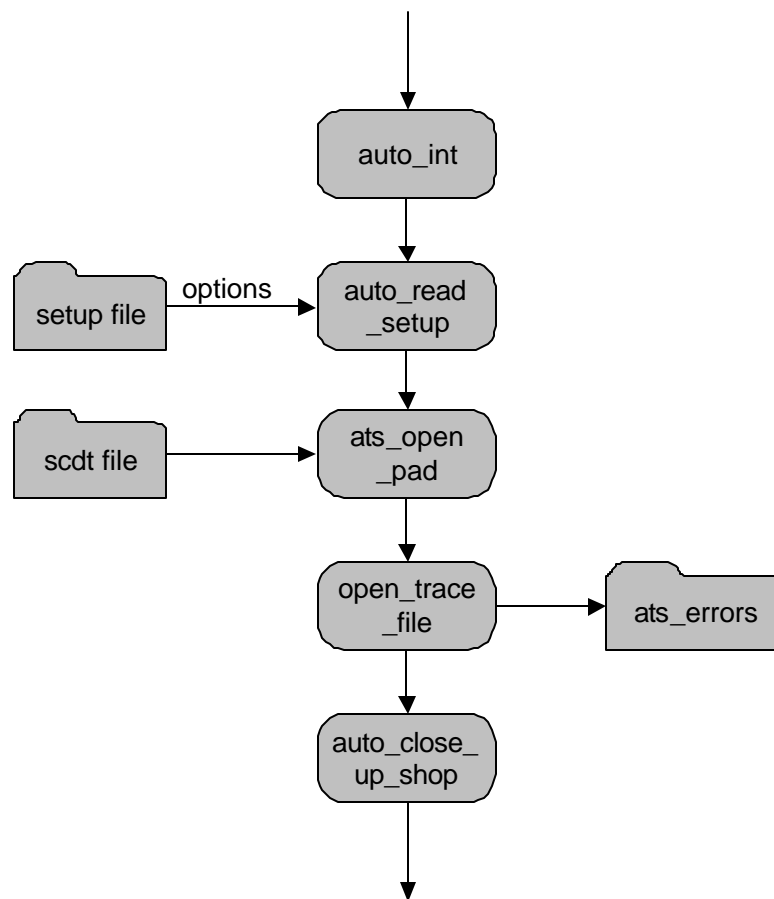 auto_int
options
setup file
auto_read
_setup
scdt file
ats_open
_pad
open_trace
_file
ats_errors
auto_close_
up_shop